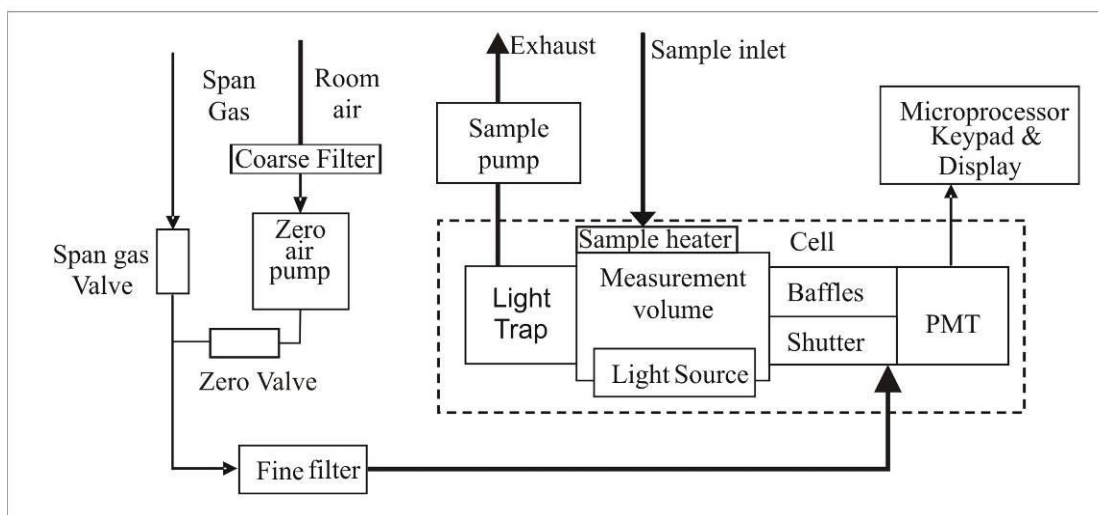 Span
Gas
Room
air
Exhaust
Sample inlet
Coarse Filter
Sample
pump
Microprocessor
Keypad &
Display
Zero
air
pump
Span gas
Valve
Zero Valve
Sample heater
Cell
Light
Trap
Measurement
volume
Baffles
Shutter
PMT
Light Source
Fine filter